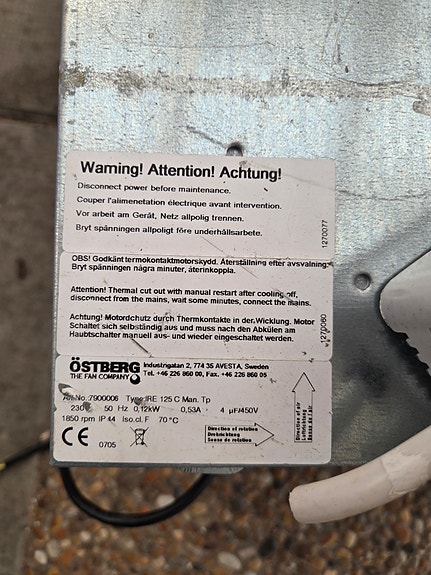 Warning! Attention! Achtung!
Disconnect power before maintenance.
Couper l'alimenetation électrique avant intervention.
Vor arbeit am Gerät, Netz allpolig trennen.
Bryt spänningen allpoligt före underhållsarbete.
1270077
OBS! Godkänt termokontaktmotorskydd. Återställning efter avsvalning.
Bryt spänningen några minuter, återinkoppla.
Attention! Thermal cut out with manual restart after cooling off,
disconnect from the mains, wait some minutes, connect the mains.
Achtung! Motordchutz durch Thermkontakte in der Wicklung. Motor
Schaltet sich selbständig aus und muss nach den Abkülen am
Haubtschalter manuell aus- und wieder eingeschaltet werden.
1270080
ÖSTBERG
THE FAN COMPANY
Industrigatan 2, 774 35 AVESTA, Sweden
Tel. +46 226 860 00, Fax. +46 226 860 05
Art.No. 7900006 Type IRE 125 C Man. Tp
230 50 Hz 0,12kW 0,53A 4 µF/450V
1850 rpm IP 44 Iso.cl. F 70 °C
CE 0705
Direction of rotation
Drehrichtung
Sense de rotation
Direction of air
Luftrichtung
Sense de l'air